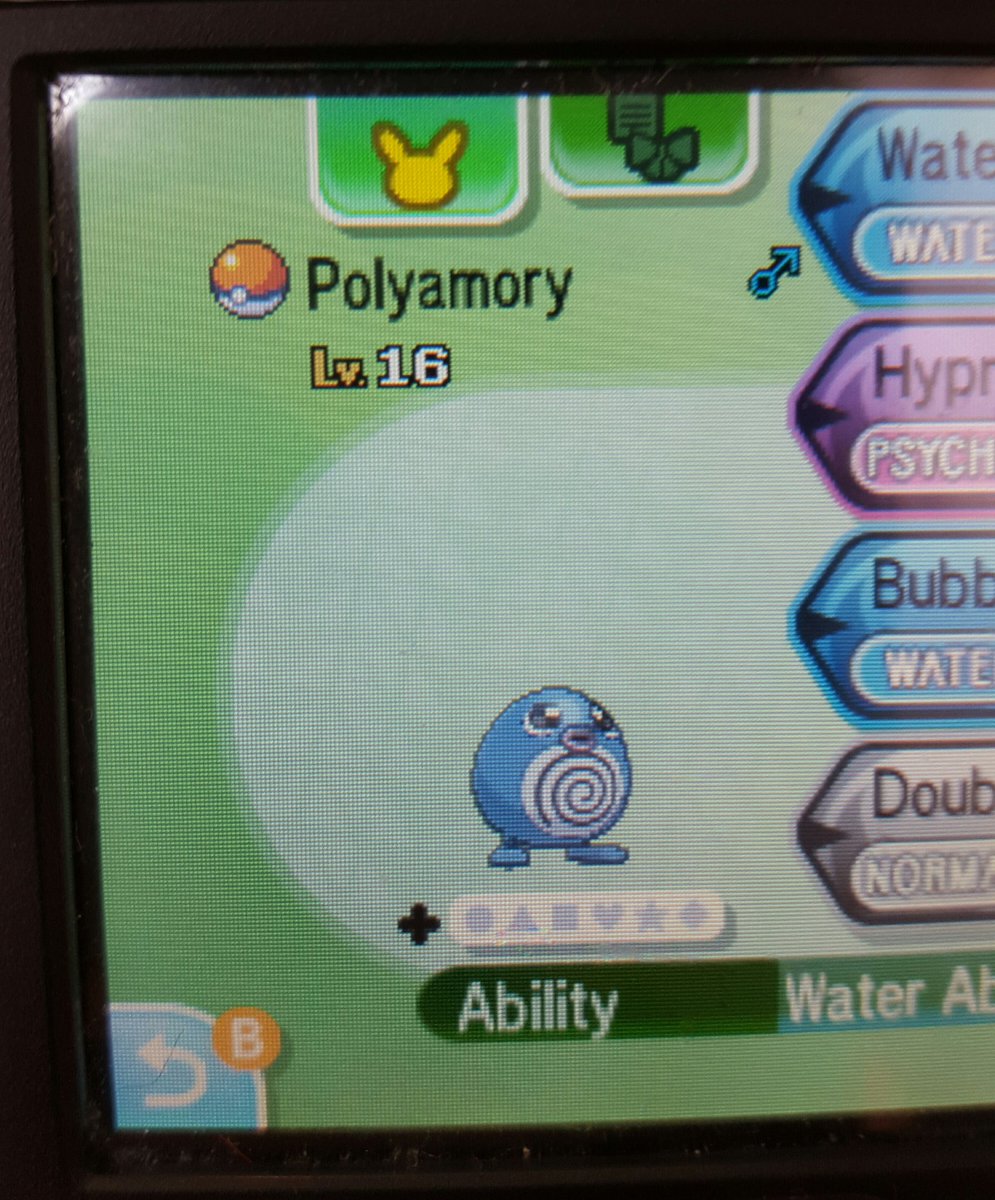 Wate
WATE
Polyamory
Lv.16
Hypn
PSYCH
Bubb
WATE
Doub
NORMA
Ability
Water Ab
B